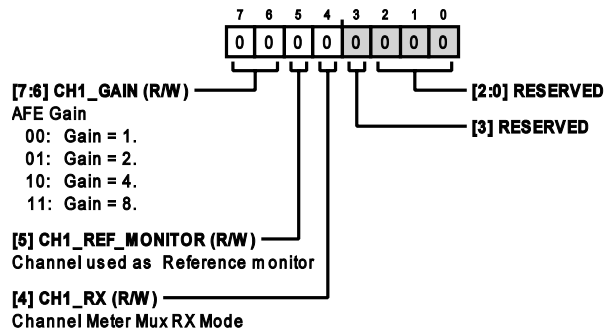 7 6 5 4 3 2 1 0
0 0 0 0 0 0 0 0
[7:6] CH1_GAIN (R/W)
[2:0] RESERVED
AFE Gain
[3] RESERVED
00: Gain = 1.
01: Gain = 2.
10: Gain = 4.
11: Gain = 8.
[5] CH1_REF_MONITOR (R/W)
Channel used as Reference monitor
[4] CH1_RX (R/W)
Channel Meter Mux RX Mode